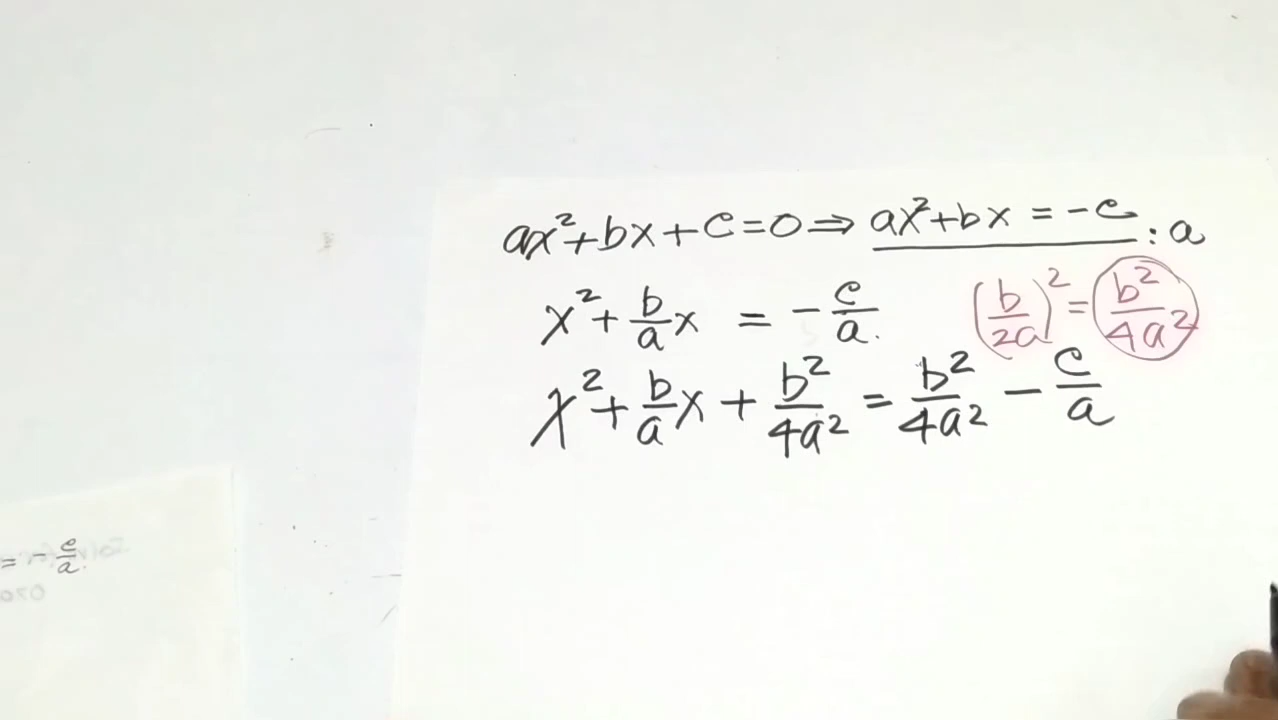 ax²+bx+c=0⇒ ax²+bx = -c : a
x²+b/a x = -c/a. (b/2a)² = b²/4a²
x²+b/a x + b²/4a² = b²/4a² - c/a
= -c/a.